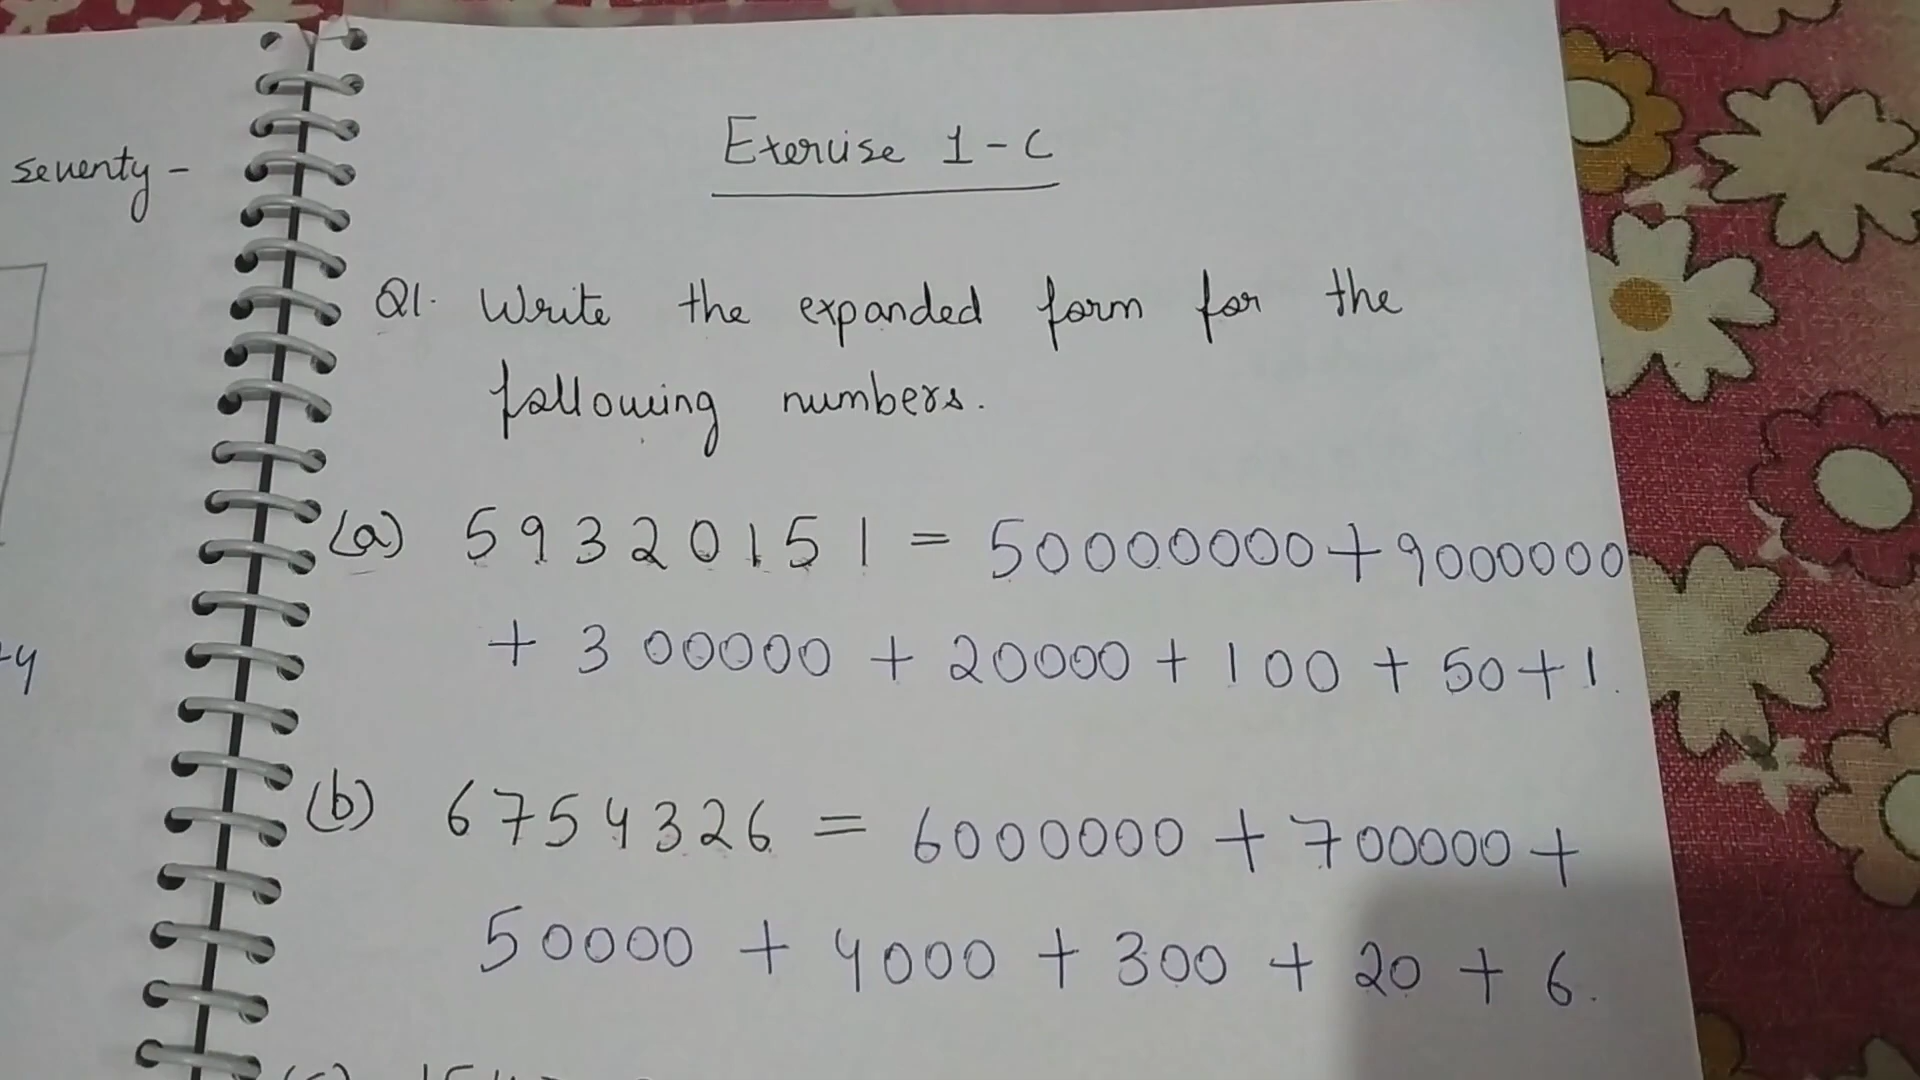 seventy -
Exercise 1-C
Q1. Write the expanded form for the
following numbers.
(a) 59320151 = 50000000 + 9000000
+ 300000 + 20000 + 100 + 50 + 1.
(b) 6754326 = 6000000 + 700000 +
50000 + 4000 + 300 + 20 + 6.